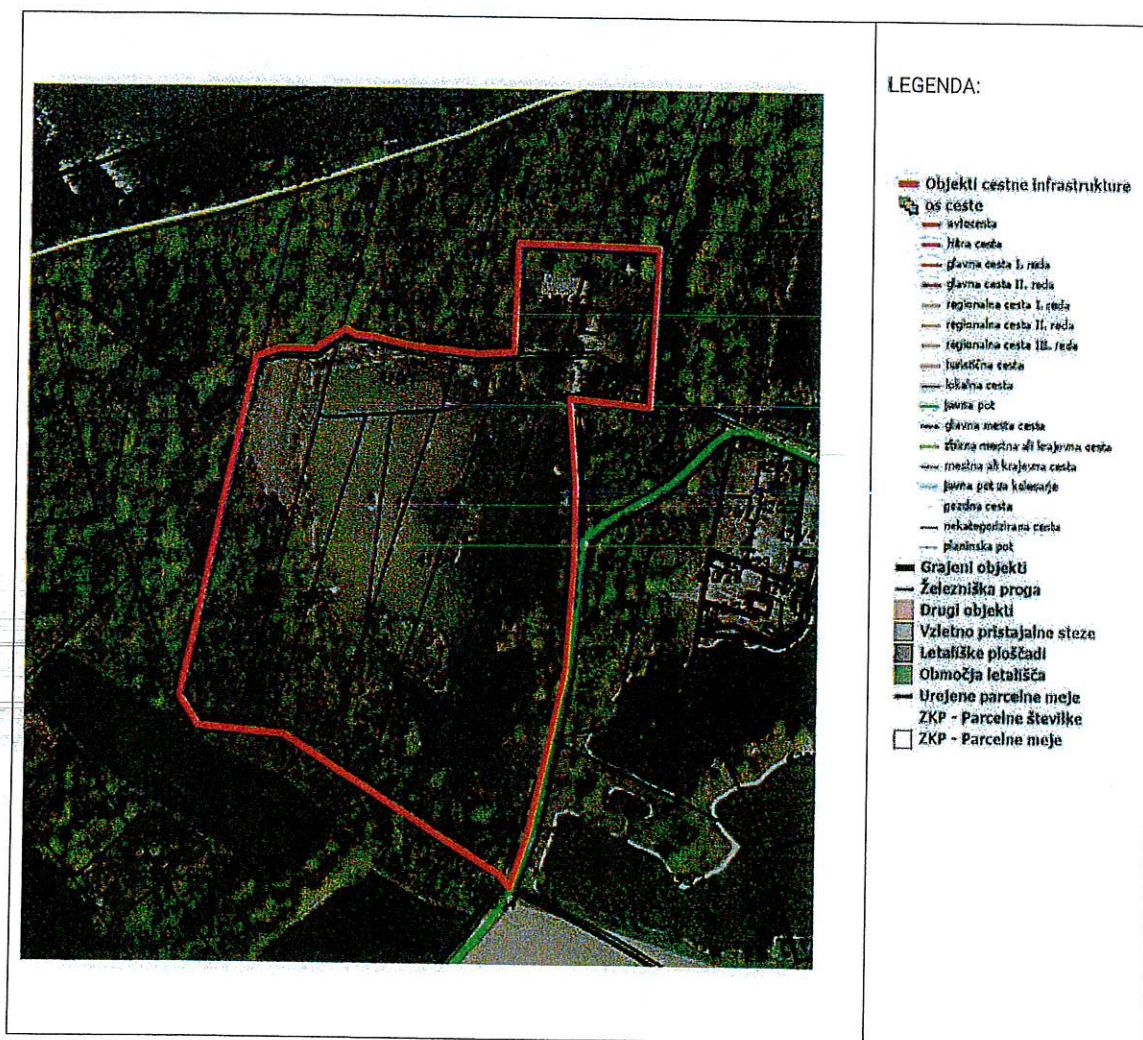 LEGENDA:
Objekti cestne infrastrukture
os ceste
avtocesta
hitra cesta
glavna cesta I. reda
glavna cesta II. reda
regionalna cesta I. reda
regionalna cesta II. reda
regionalna cesta III. reda
turistična cesta
lokalna cesta
javna pot
glavna mestna cesta
zbirna mestna ali krajevna cesta
mestna ali krajevna cesta
javna pot za kolesarje
gozdna cesta
nekategorizirana cesta
planinska pot
Grajeni objekti
Železniška proga
Drugi objekti
Vzletno pristajalne steze
Letališke ploščadi
Območja letališča
Urejene parcelne meje
ZKP - Parcelne številke
ZKP - Parcelne meje